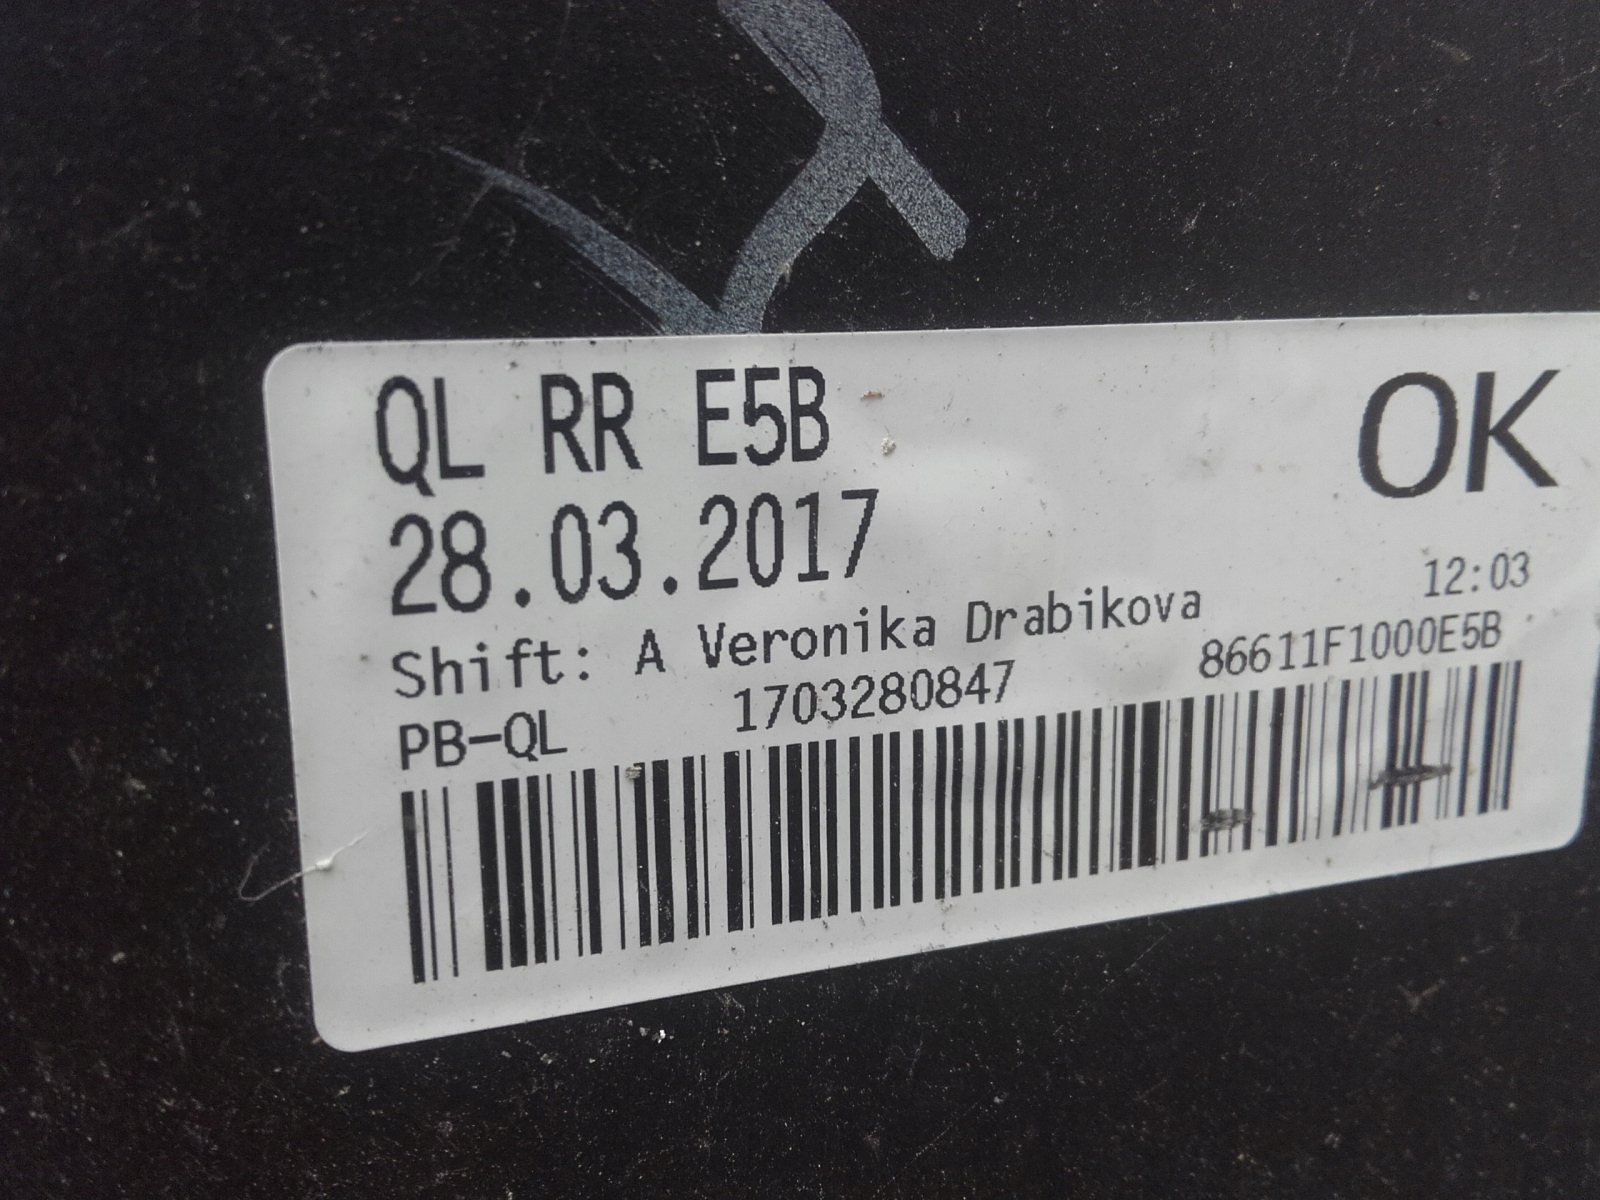 QL RR E5B OK
28.03.2017 12:03
Shift: A Veronika Drabikova
PB-QL 1703280847 86611F1000E5B